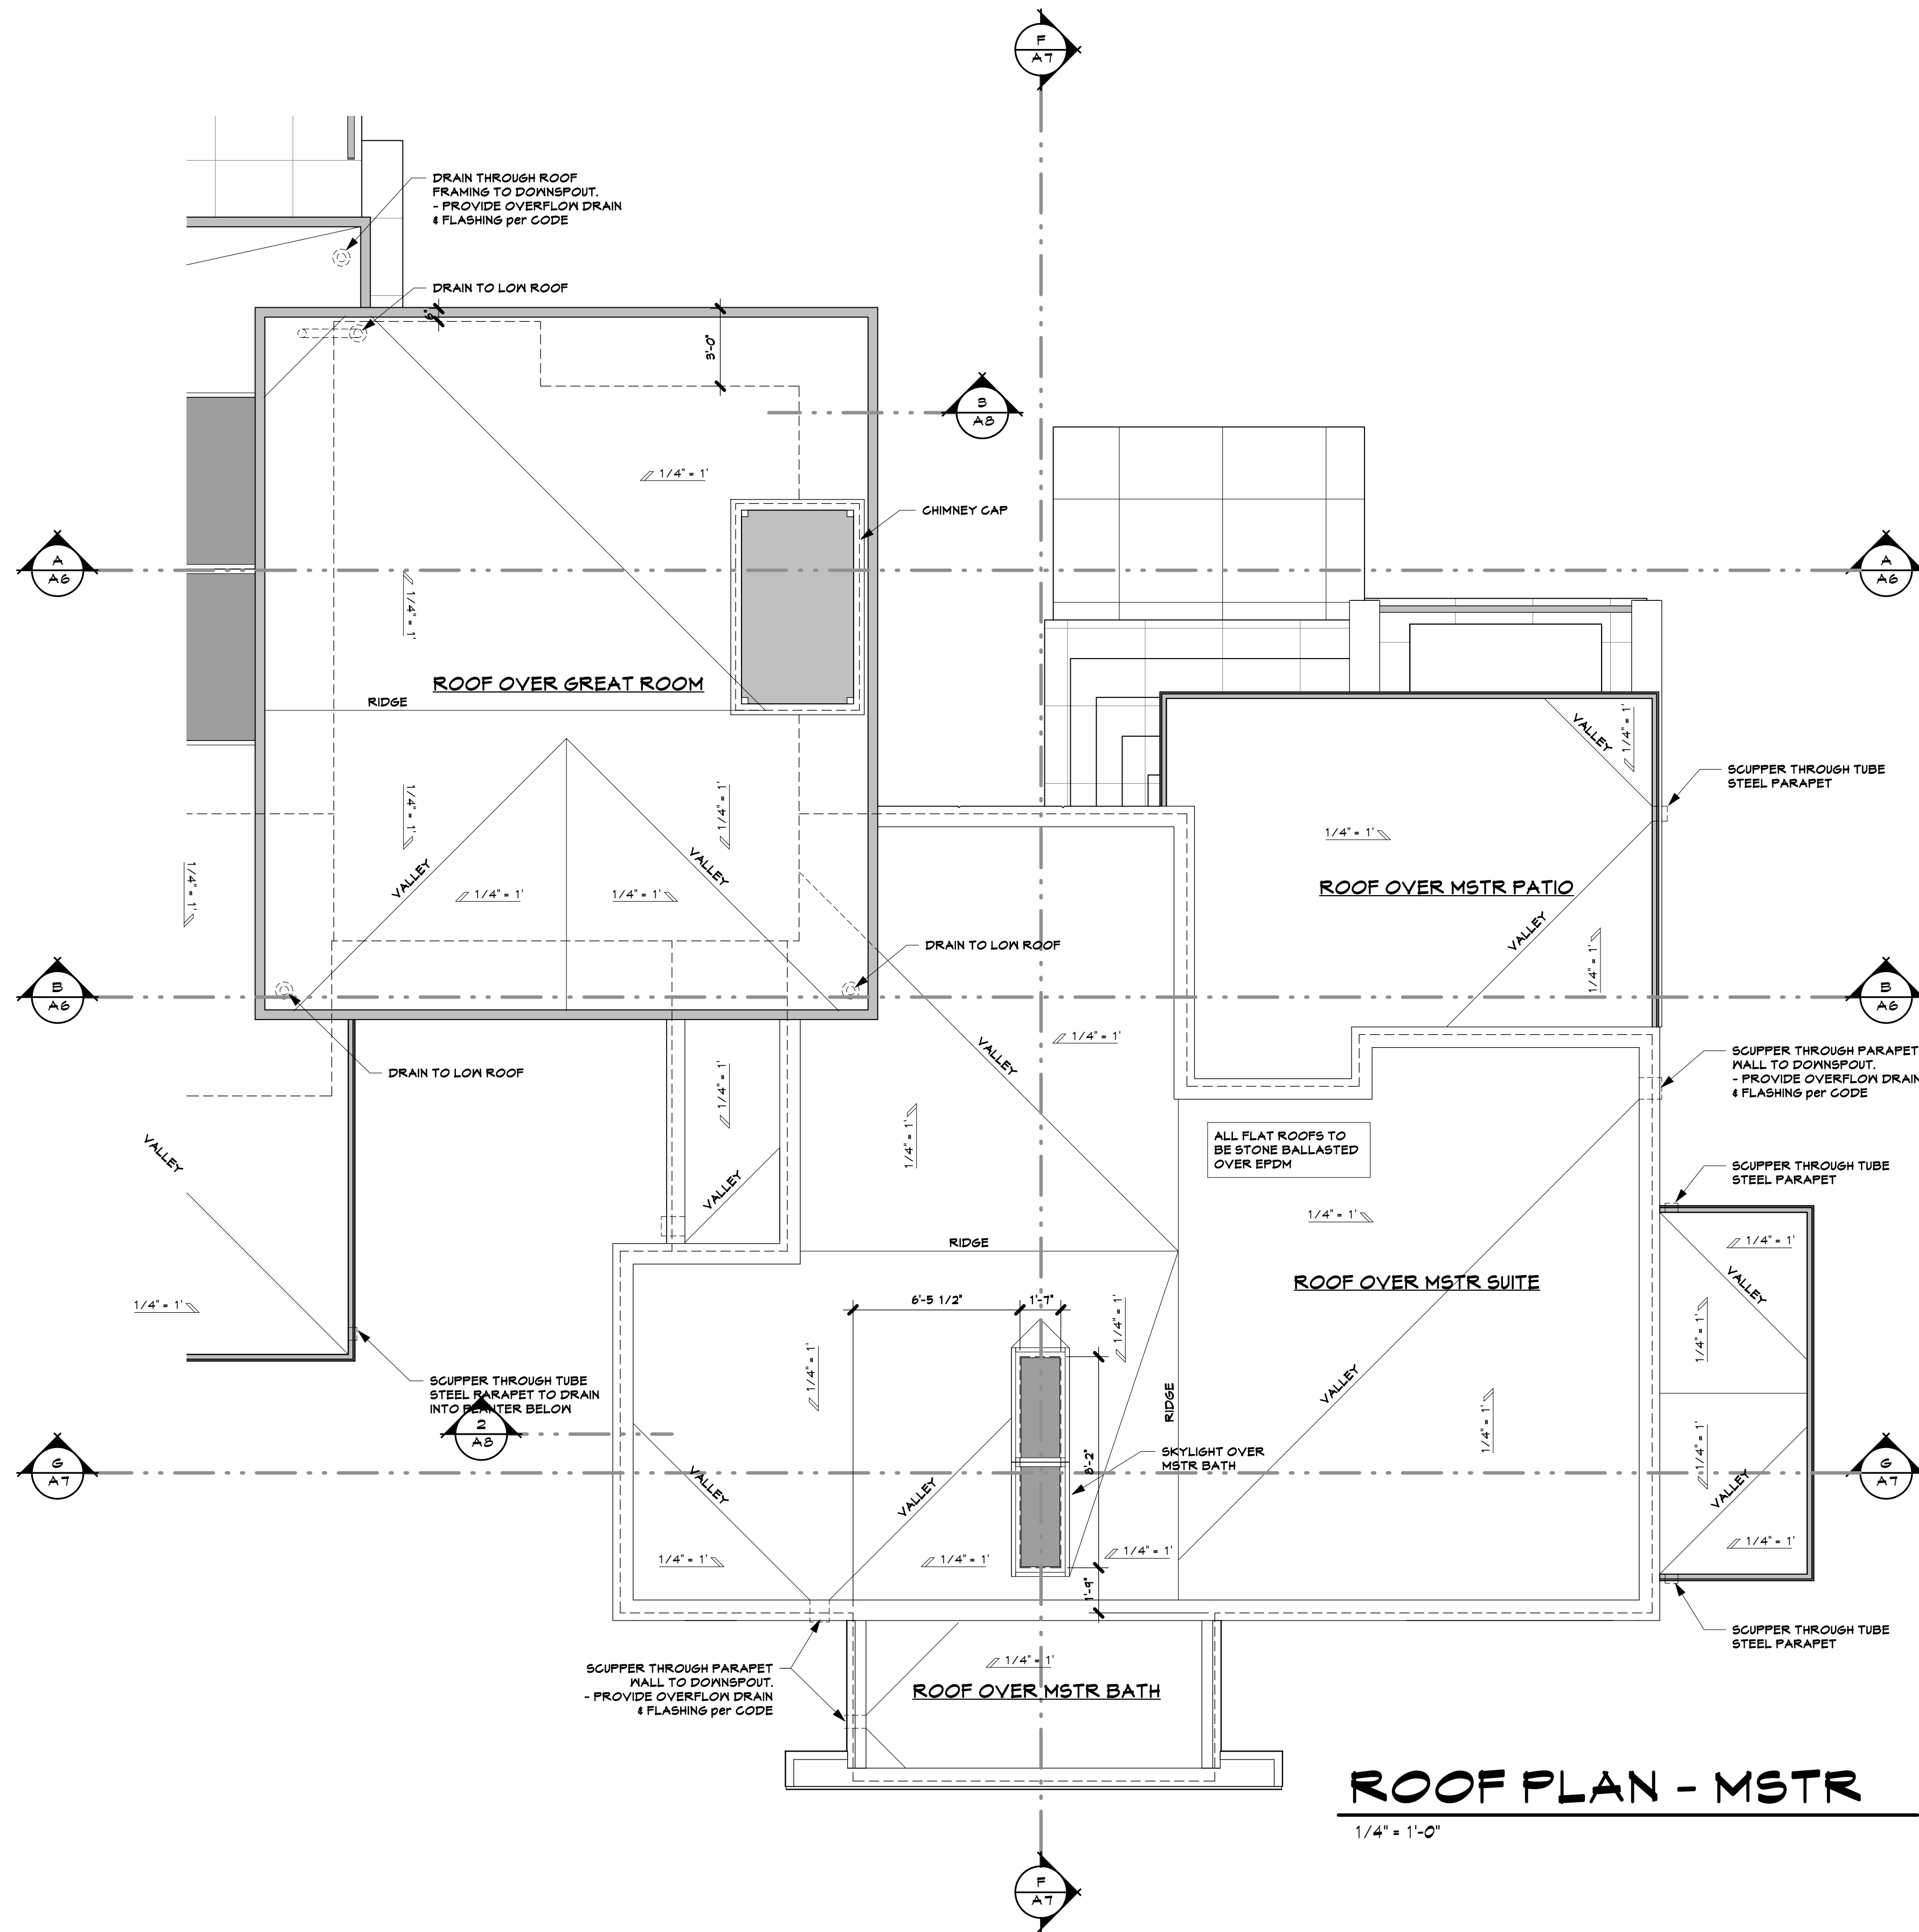 F
A7
DRAIN THROUGH ROOF
FRAMING TO DOWNSPOUT.
- PROVIDE OVERFLOW DRAIN
& FLASHING per CODE
DRAIN TO LOW ROOF
6"
3'-0"
3
A8
1/4" = 1'
CHIMNEY CAP
A
A6
A
A6
1/4" = 1'
ROOF OVER GREAT ROOM
RIDGE
VALLEY
1/4" = 1'
SCUPPER THROUGH TUBE
STEEL PARAPET
1/4" = 1'
1/4" = 1'
1/4" = 1'
VALLEY
VALLEY
1/4" = 1'
1/4" = 1'
1/4" = 1'
ROOF OVER MSTR PATIO
VALLEY
1/4" = 1'
DRAIN TO LOW ROOF
B
A6
B
A6
DRAIN TO LOW ROOF
1/4" = 1'
VALLEY
1/4" = 1'
SCUPPER THROUGH PARAPET
WALL TO DOWNSPOUT.
- PROVIDE OVERFLOW DRAIN
& FLASHING per CODE
1/4" = 1'
ALL FLAT ROOFS TO
BE STONE BALLASTED
OVER EPDM
VALLEY
VALLEY
SCUPPER THROUGH TUBE
STEEL PARAPET
1/4" = 1'
RIDGE
1/4" = 1'
VALLEY
ROOF OVER MSTR SUITE
1/4" = 1'
6'-5 1/2"
1'-7"
1/4" = 1'
1/4" = 1'
1/4" = 1'
SCUPPER THROUGH TUBE
STEEL PARAPET TO DRAIN
INTO PLANTER BELOW
2
A8
RIDGE
VALLEY
1/4" = 1'
1/4" = 1'
SKYLIGHT OVER
MSTR BATH
8'-2"
G
A7
G
A7
VALLEY
VALLEY
VALLEY
1/4" = 1'
1/4" = 1'
1/4" = 1'
1/4" = 1'
1'-9"
SCUPPER THROUGH TUBE
STEEL PARAPET
SCUPPER THROUGH PARAPET
WALL TO DOWNSPOUT.
- PROVIDE OVERFLOW DRAIN
& FLASHING per CODE
1/4" = 1'
ROOF OVER MSTR BATH
ROOF PLAN - MSTR
1/4" = 1'-0"
F
A7